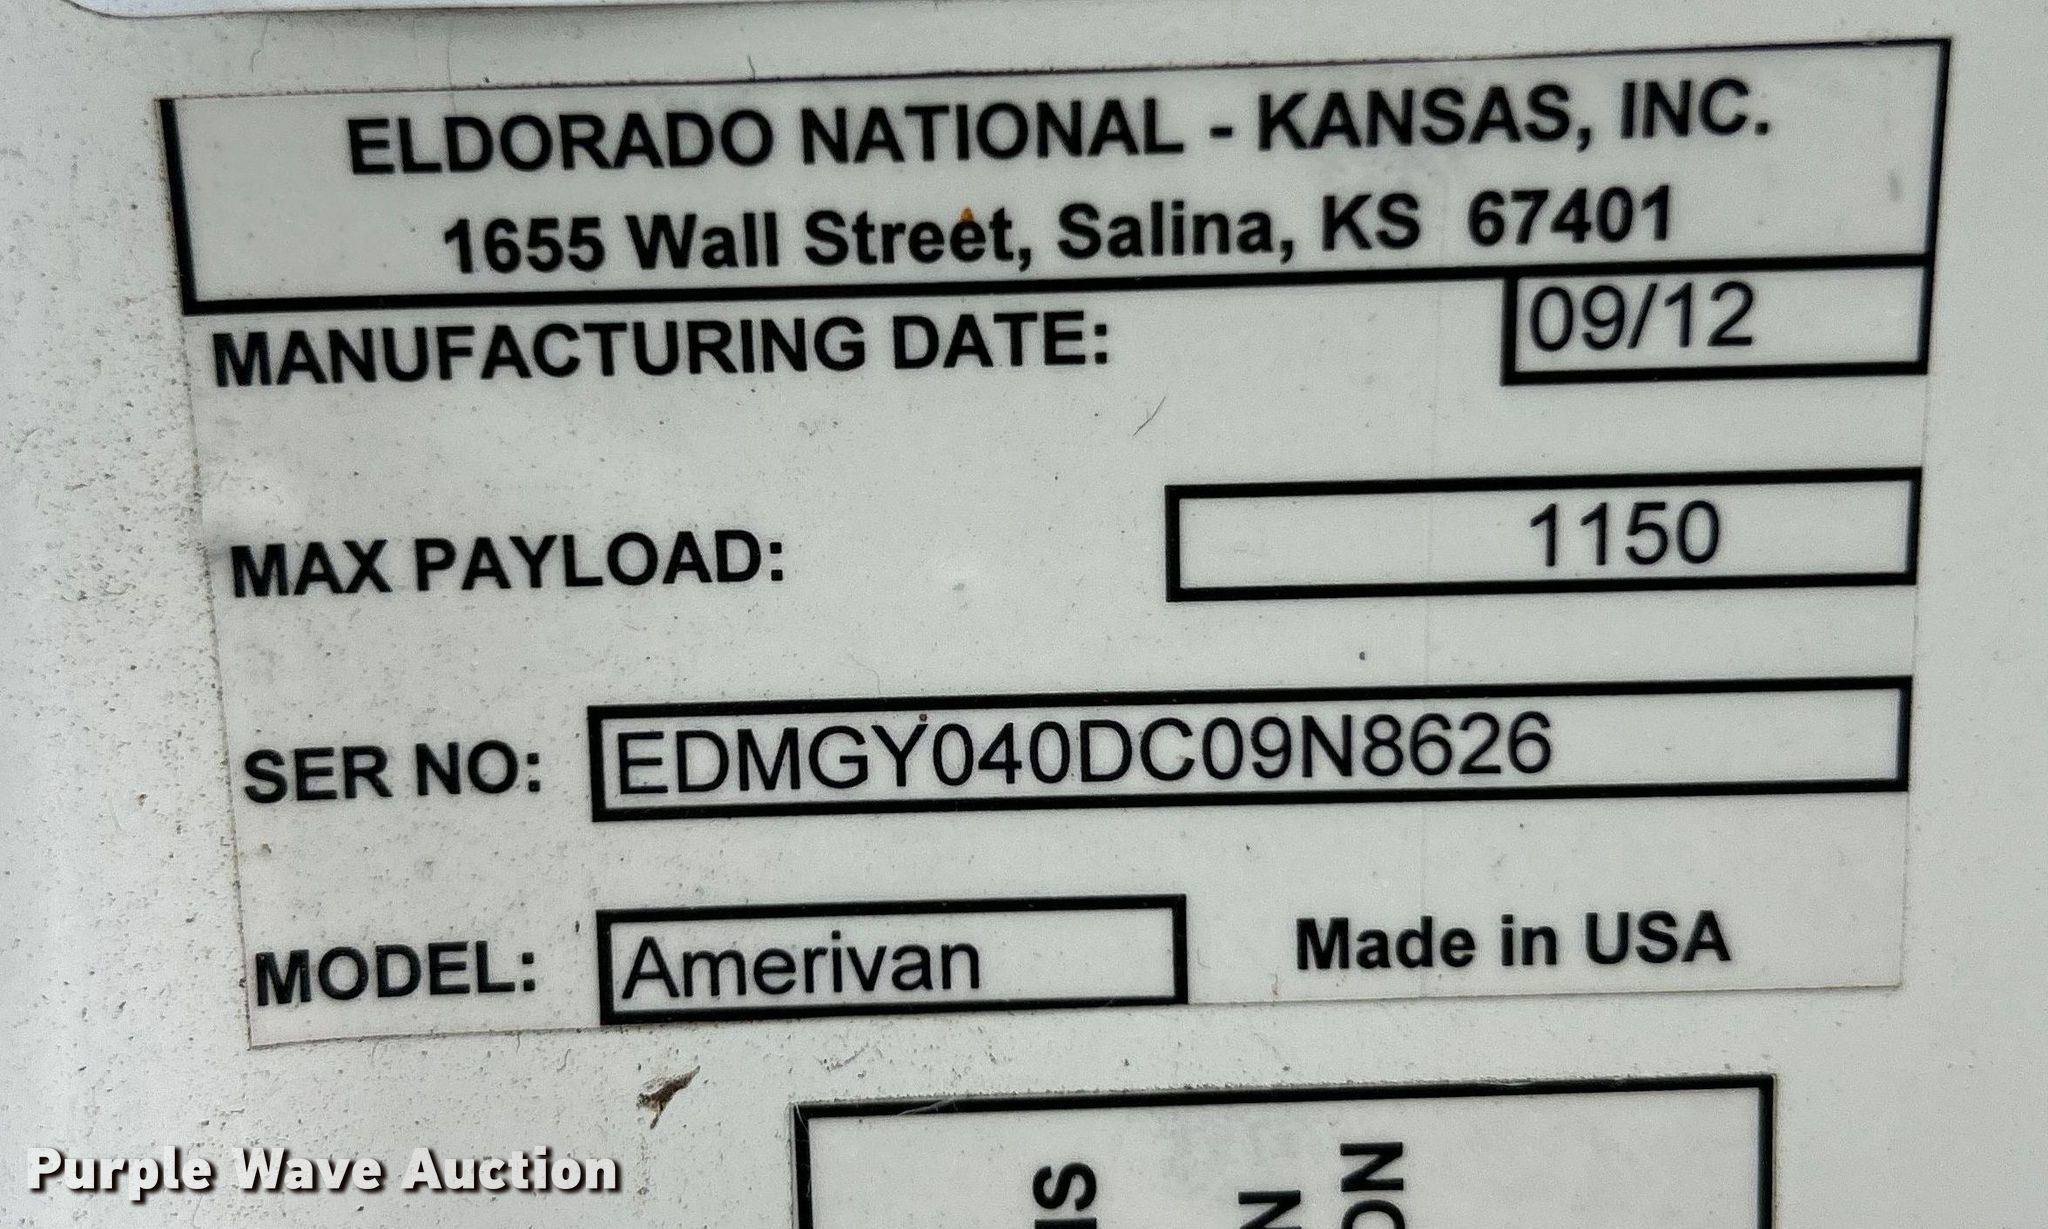 ELDORADO NATIONAL - KANSAS, INC.
1655 Wall Street, Salina, KS 67401
MANUFACTURING DATE: 09/12
MAX PAYLOAD: 1150
SER NO: EDMGY040DC09N8626
MODEL: Amerivan Made in USA
Purple Wave Auction